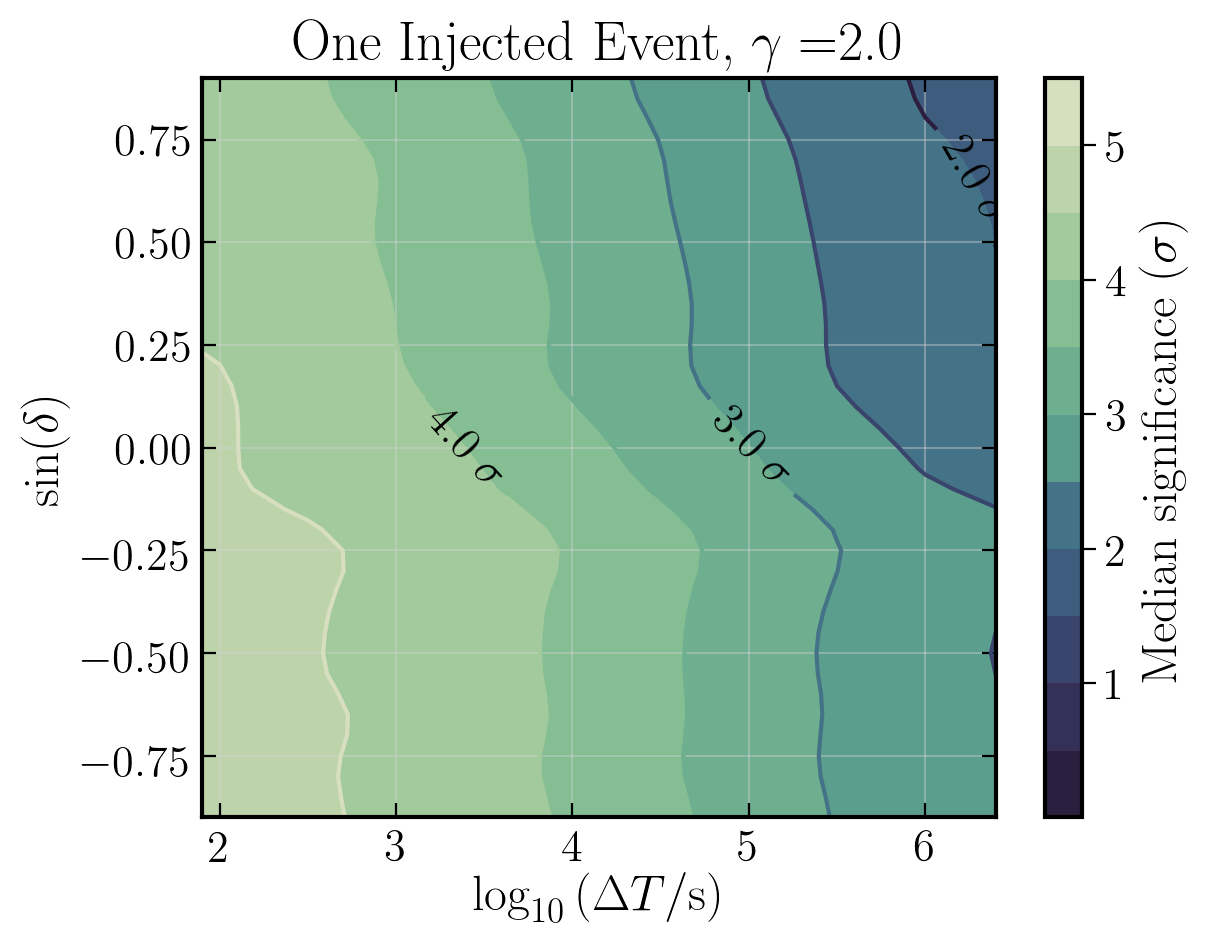 One Injected Event, γ =2.0
0.75
0.50
0.25
0.00
−0.25
−0.50
−0.75
sin(δ)
2.0 σ
4.0 σ
3.0 σ
2 3 4 5 6
log₁₀ (ΔT/s)
5
4
3
2
1
Median significance (σ)